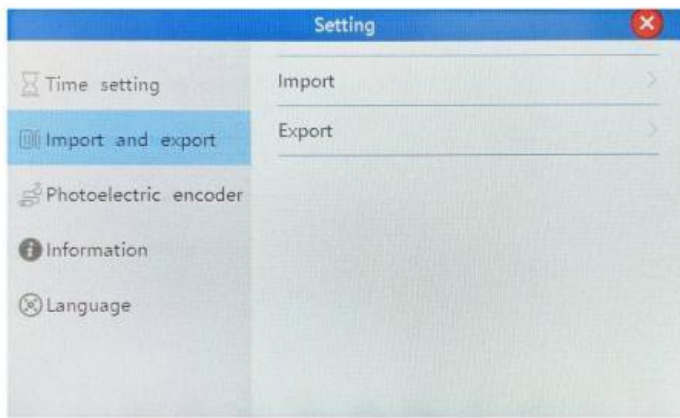 Setting
Time setting
Import and export
Photoelectric encoder
Information
Language
Import
Export